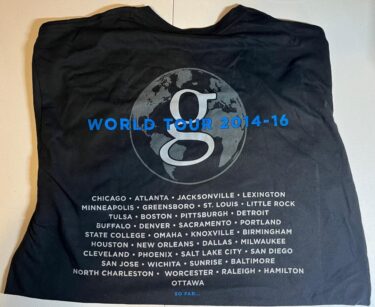 g
WORLD TOUR 2014-16
CHICAGO • ATLANTA • JACKSONVILLE • LEXINGTON
MINNEAPOLIS • GREENSBORO • ST. LOUIS • LITTLE ROCK
TULSA • BOSTON • PITTSBURGH • DETROIT
BUFFALO • DENVER • SACRAMENTO • PORTLAND
STATE COLLEGE • OMAHA • KNOXVILLE • BIRMINGHAM
HOUSTON • NEW ORLEANS • DALLAS • MILWAUKEE
CLEVELAND • PHOENIX • SALT LAKE CITY • SAN DIEGO
SAN JOSE • WICHITA • SUNRISE • BALTIMORE
NORTH CHARLESTON • WORCESTER • RALEIGH • HAMILTON
OTTAWA
SO FAR...